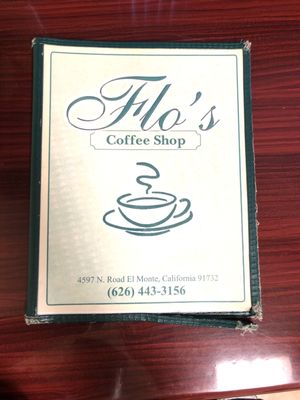 Flo's
Coffee Shop
4597 N. Road El Monte, California 91732
(626) 443-3156